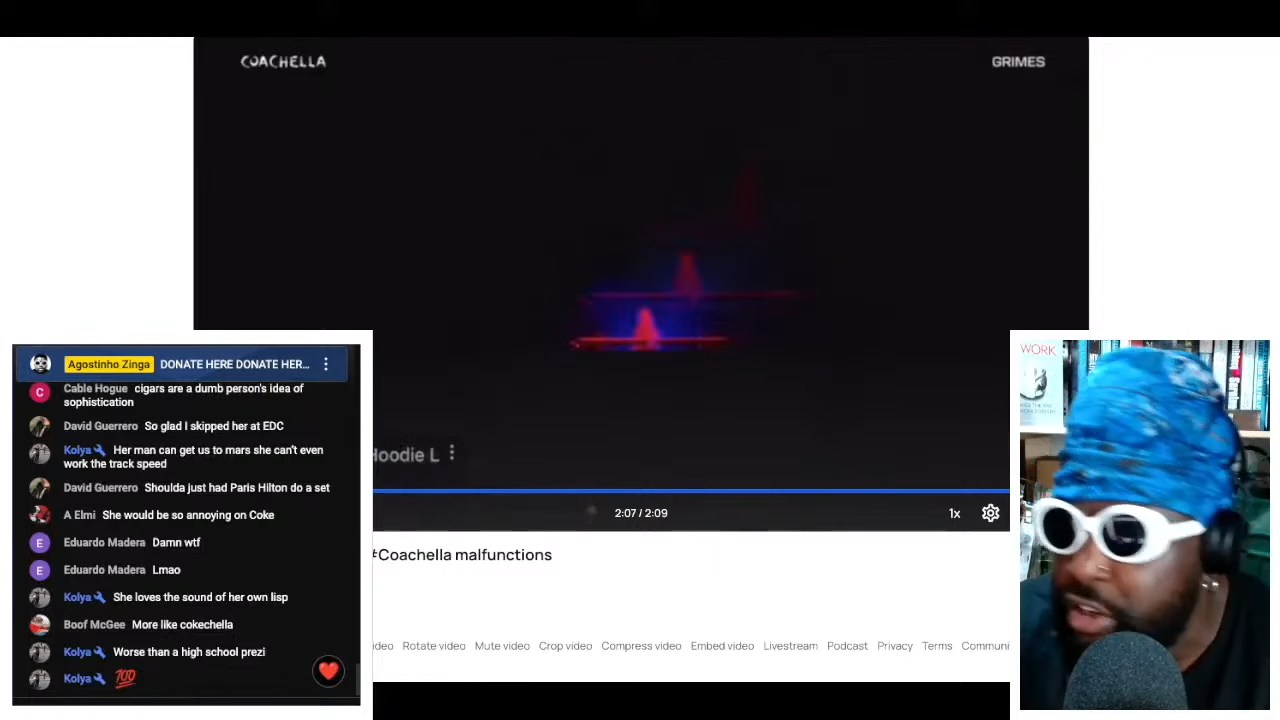 COACHELLA
GRIMES
WORK
Agostinho Zinga DONATE HERE DONATE HER...
C
Cable Hogue cigars are a dumb person's idea of
sophistication
David Guerrero So glad I skipped her at EDC
Kolya Her man can get us to mars she can't even
work the track speed
David Guerrero Shoulda just had Paris Hilton do a set
A Elmi She would be so annoying on Coke
E
Eduardo Madera Damn wtf
E
Eduardo Madera Lmao
Kolya She loves the sound of her own lisp
Boof McGee More like cokechella
Kolya Worse than a high school prezi
Kolya 💯
Hoodie L
2:07 / 2:09
1x
#Coachella malfunctions
ideo Rotate video Mute video Crop video Compress video Embed video Livestream Podcast Privacy Terms Communi